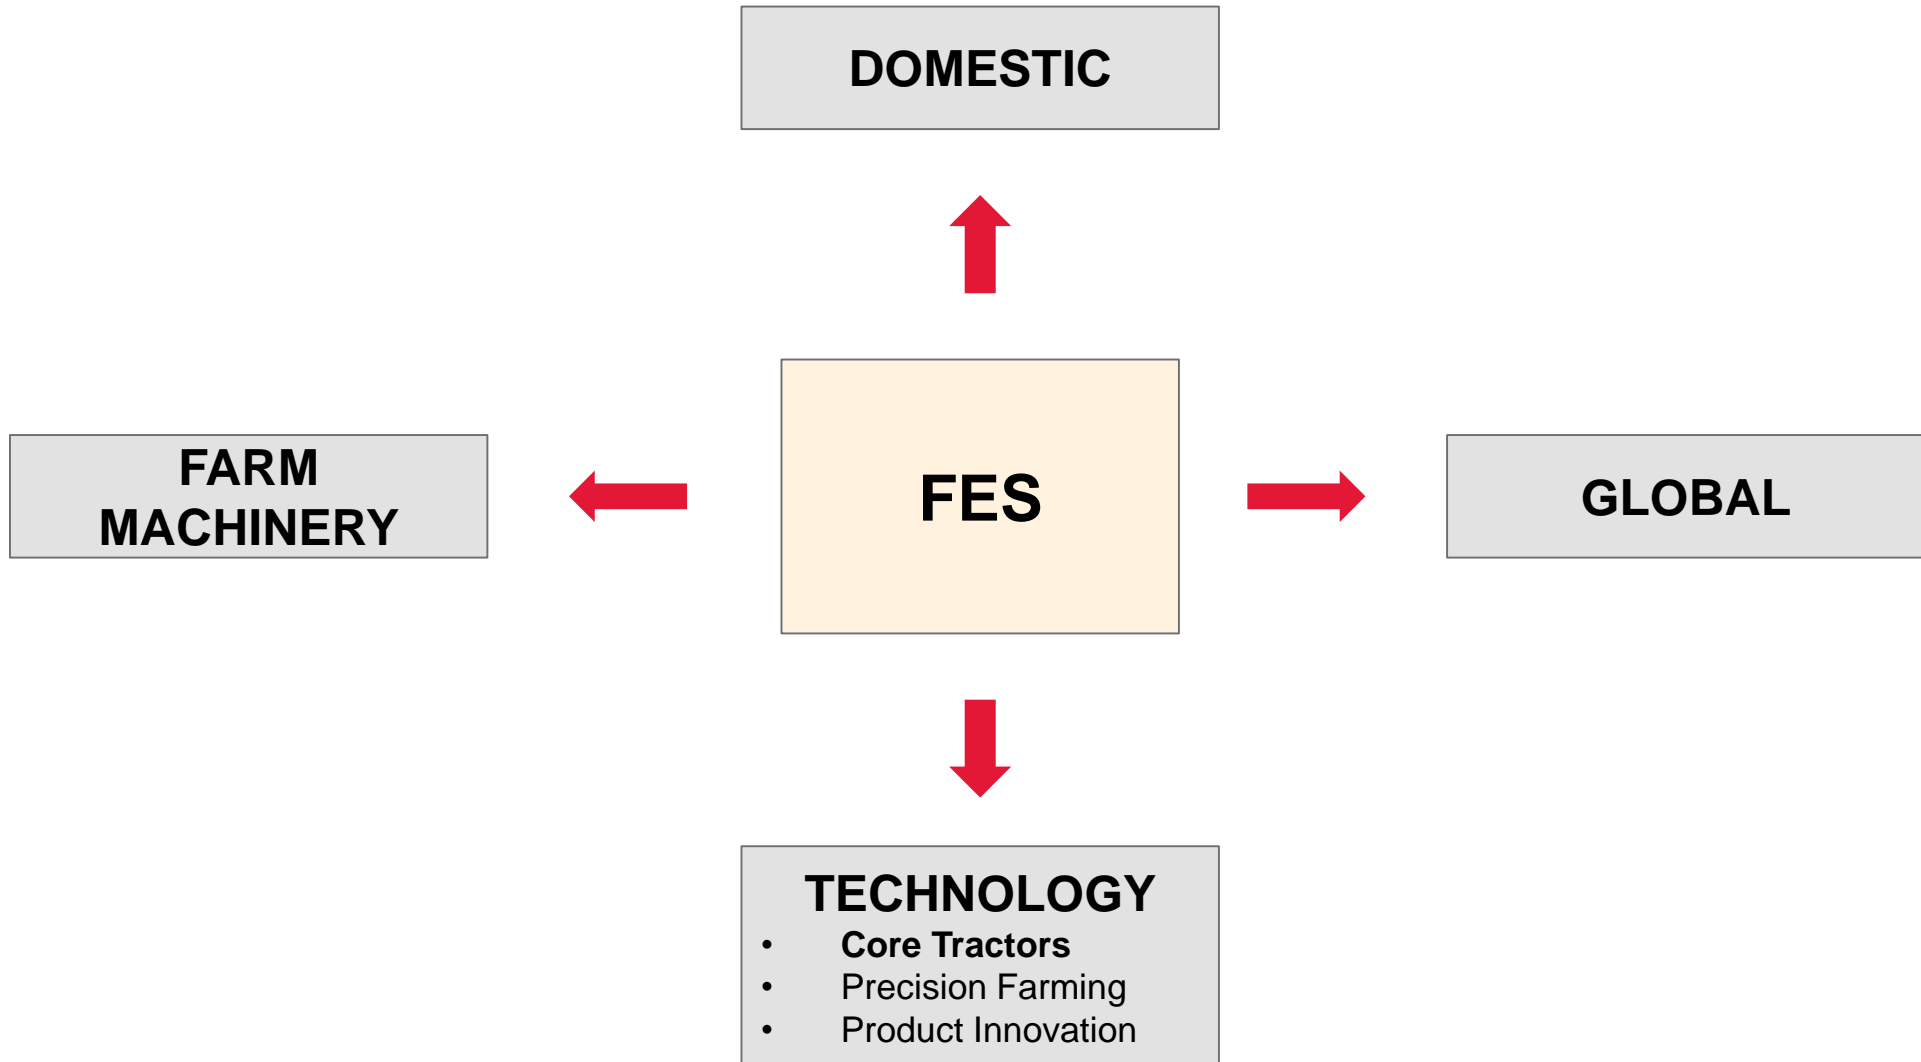 DOMESTIC
FARM
MACHINERY
FES
GLOBAL
TECHNOLOGY
• Core Tractors
• Precision Farming
• Product Innovation